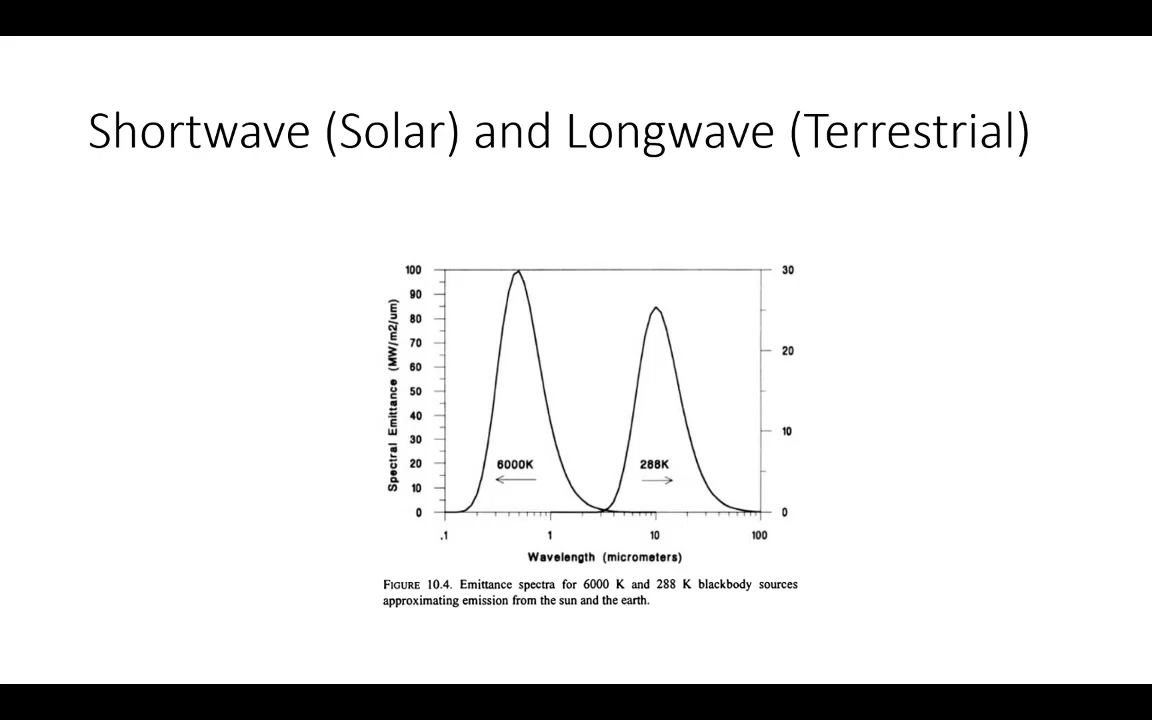 Shortwave (Solar) and Longwave (Terrestrial)
100
90
80
70
60
50
40
30
20
10
0
Spectral Emittance (MW/m2/um)
30
20
10
0
6000K
288K
.1
1
10
100
Wavelength (micrometers)
FIGURE 10.4. Emittance spectra for 6000 K and 288 K blackbody sources
approximating emission from the sun and the earth.